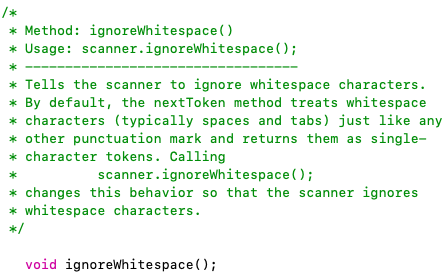 /*
 * Method: ignoreWhitespace()
 * Usage: scanner.ignoreWhitespace();
 * ----------------------------------
 * Tells the scanner to ignore whitespace characters.
 * By default, the nextToken method treats whitespace
 * characters (typically spaces and tabs) just like any
 * other punctuation mark and returns them as single-
 * character tokens. Calling
 *          scanner.ignoreWhitespace();
 * changes this behavior so that the scanner ignores
 * whitespace characters.
 */
   void ignoreWhitespace();